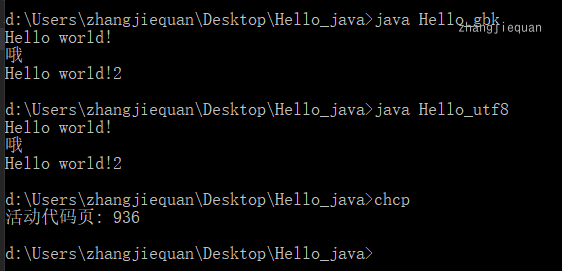 d:\Users\zhangjiequan\Desktop\Hello_java>java Hello_gbk
zhangjiequan
Hello world!
哦
Hello world!2
d:\Users\zhangjiequan\Desktop\Hello_java>java Hello_utf8
Hello world!
哦
Hello world!2
d:\Users\zhangjiequan\Desktop\Hello_java>chcp
活动代码页: 936
d:\Users\zhangjiequan\Desktop\Hello_java>